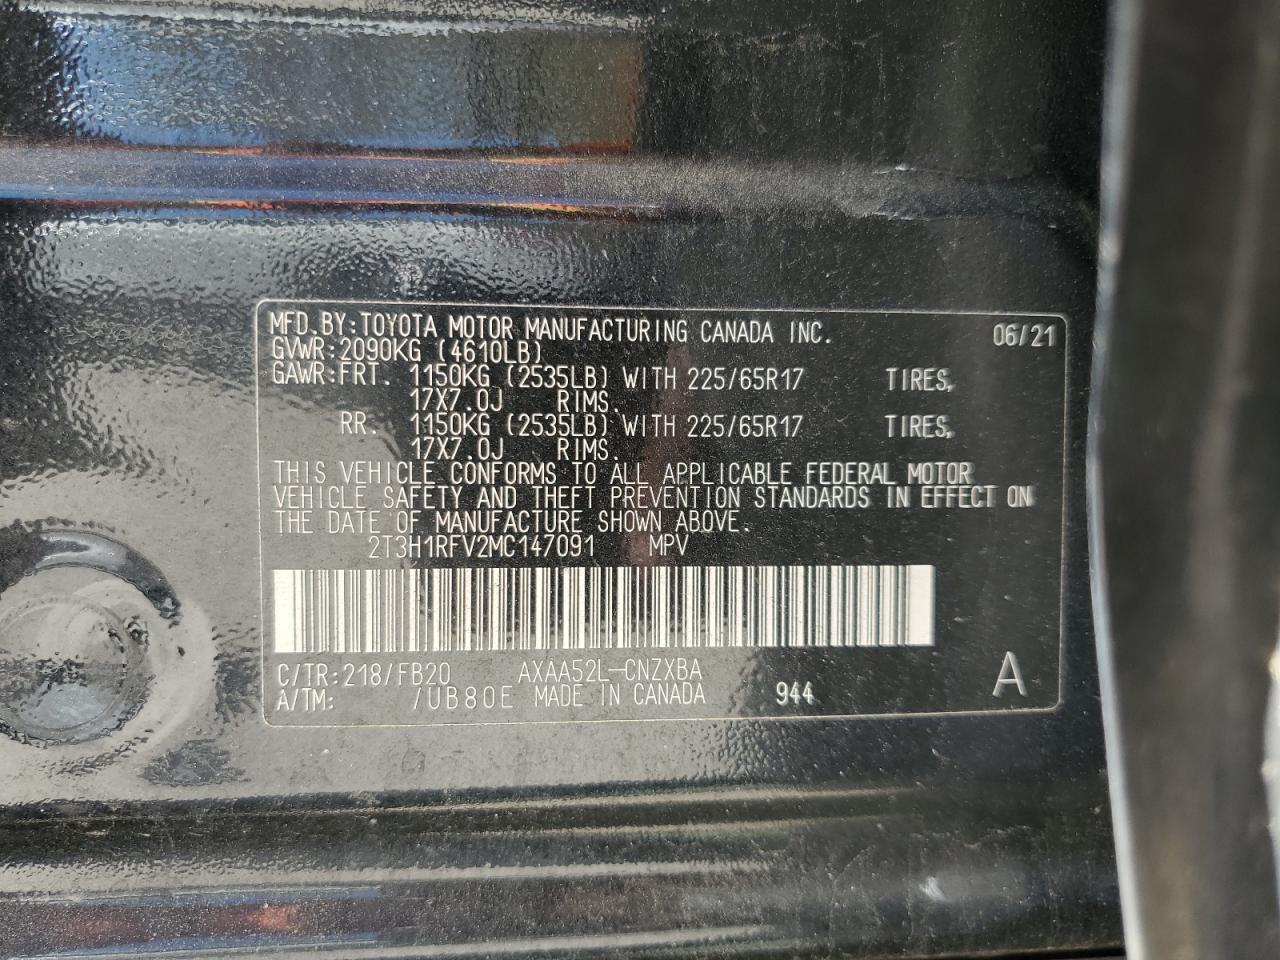 MFD.BY:TOYOTA MOTOR MANUFACTURING CANADA INC. 06/21
GVWR:2090KG (4610LB)
GAWR:FRT. 1150KG (2535LB) WITH 225/65R17 TIRES,
17X7.0J RIMS.
RR. 1150KG (2535LB) WITH 225/65R17 TIRES,
17X7.0J RIMS.
THIS VEHICLE CONFORMS TO ALL APPLICABLE FEDERAL MOTOR
VEHICLE SAFETY AND THEFT PREVENTION STANDARDS IN EFFECT ON
THE DATE OF MANUFACTURE SHOWN ABOVE.
2T3H1RFV2MC147091 MPV
C/TR:218/FB20 AXAA52L-CNZXBA
A/TM: /UB80E MADE IN CANADA 944 A